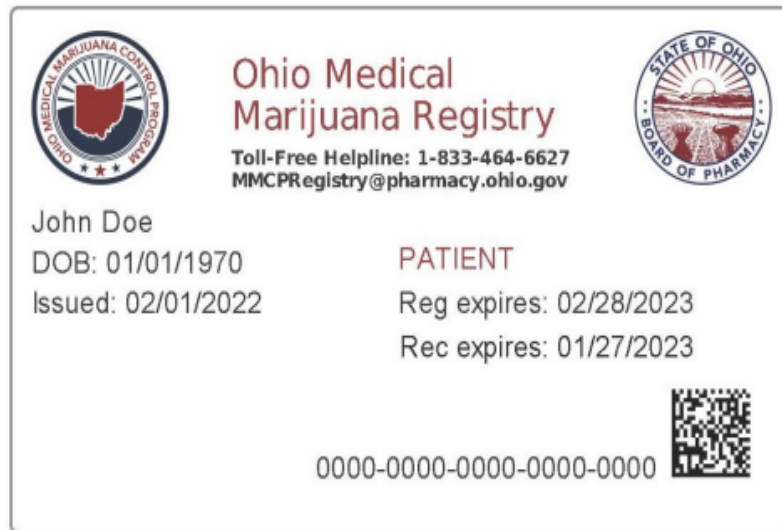 OHIO MEDICAL MARIJUANA CONTROL PROGRAM
Ohio Medical
Marijuana Registry
Toll-Free Helpline: 1-833-464-6627
MMCPRegistry@pharmacy.ohio.gov
STATE OF OHIO
BOARD OF PHARMACY
John Doe
DOB: 01/01/1970
Issued: 02/01/2022
PATIENT
Reg expires: 02/28/2023
Rec expires: 01/27/2023
0000-0000-0000-0000-0000